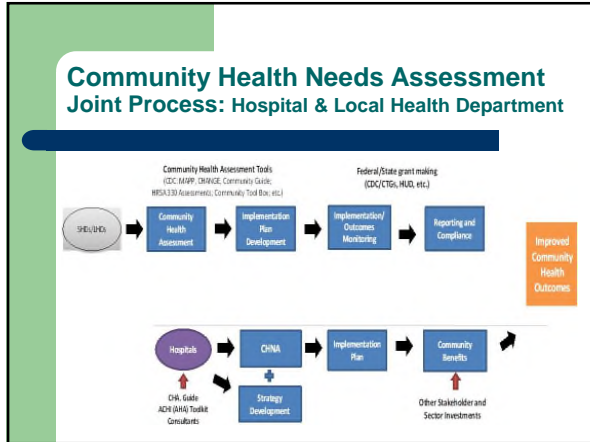 Community Health Needs Assessment
Joint Process: Hospital & Local Health Department
Community Health Assessment Tools
(CDC: MAPP, CHANGE, Community Guide;
HRSA 330 Assessments; Community Tool Box; etc.)
Federal/State grant making
(CDC/CTGs, HUD, etc.)
SHDs/LHDs
Community
Health
Assessment
Implementation
Plan
Development
Implementation/
Outcomes
Monitoring
Reporting and
Compliance
Improved
Community
Health
Outcomes
Hospitals
CHNA
Implementation
Plan
Community
Benefits
Strategy
Development
CHA. Guide
ACHI (AHA) Toolkit
Consultants
Other Stakeholder and
Sector Investments